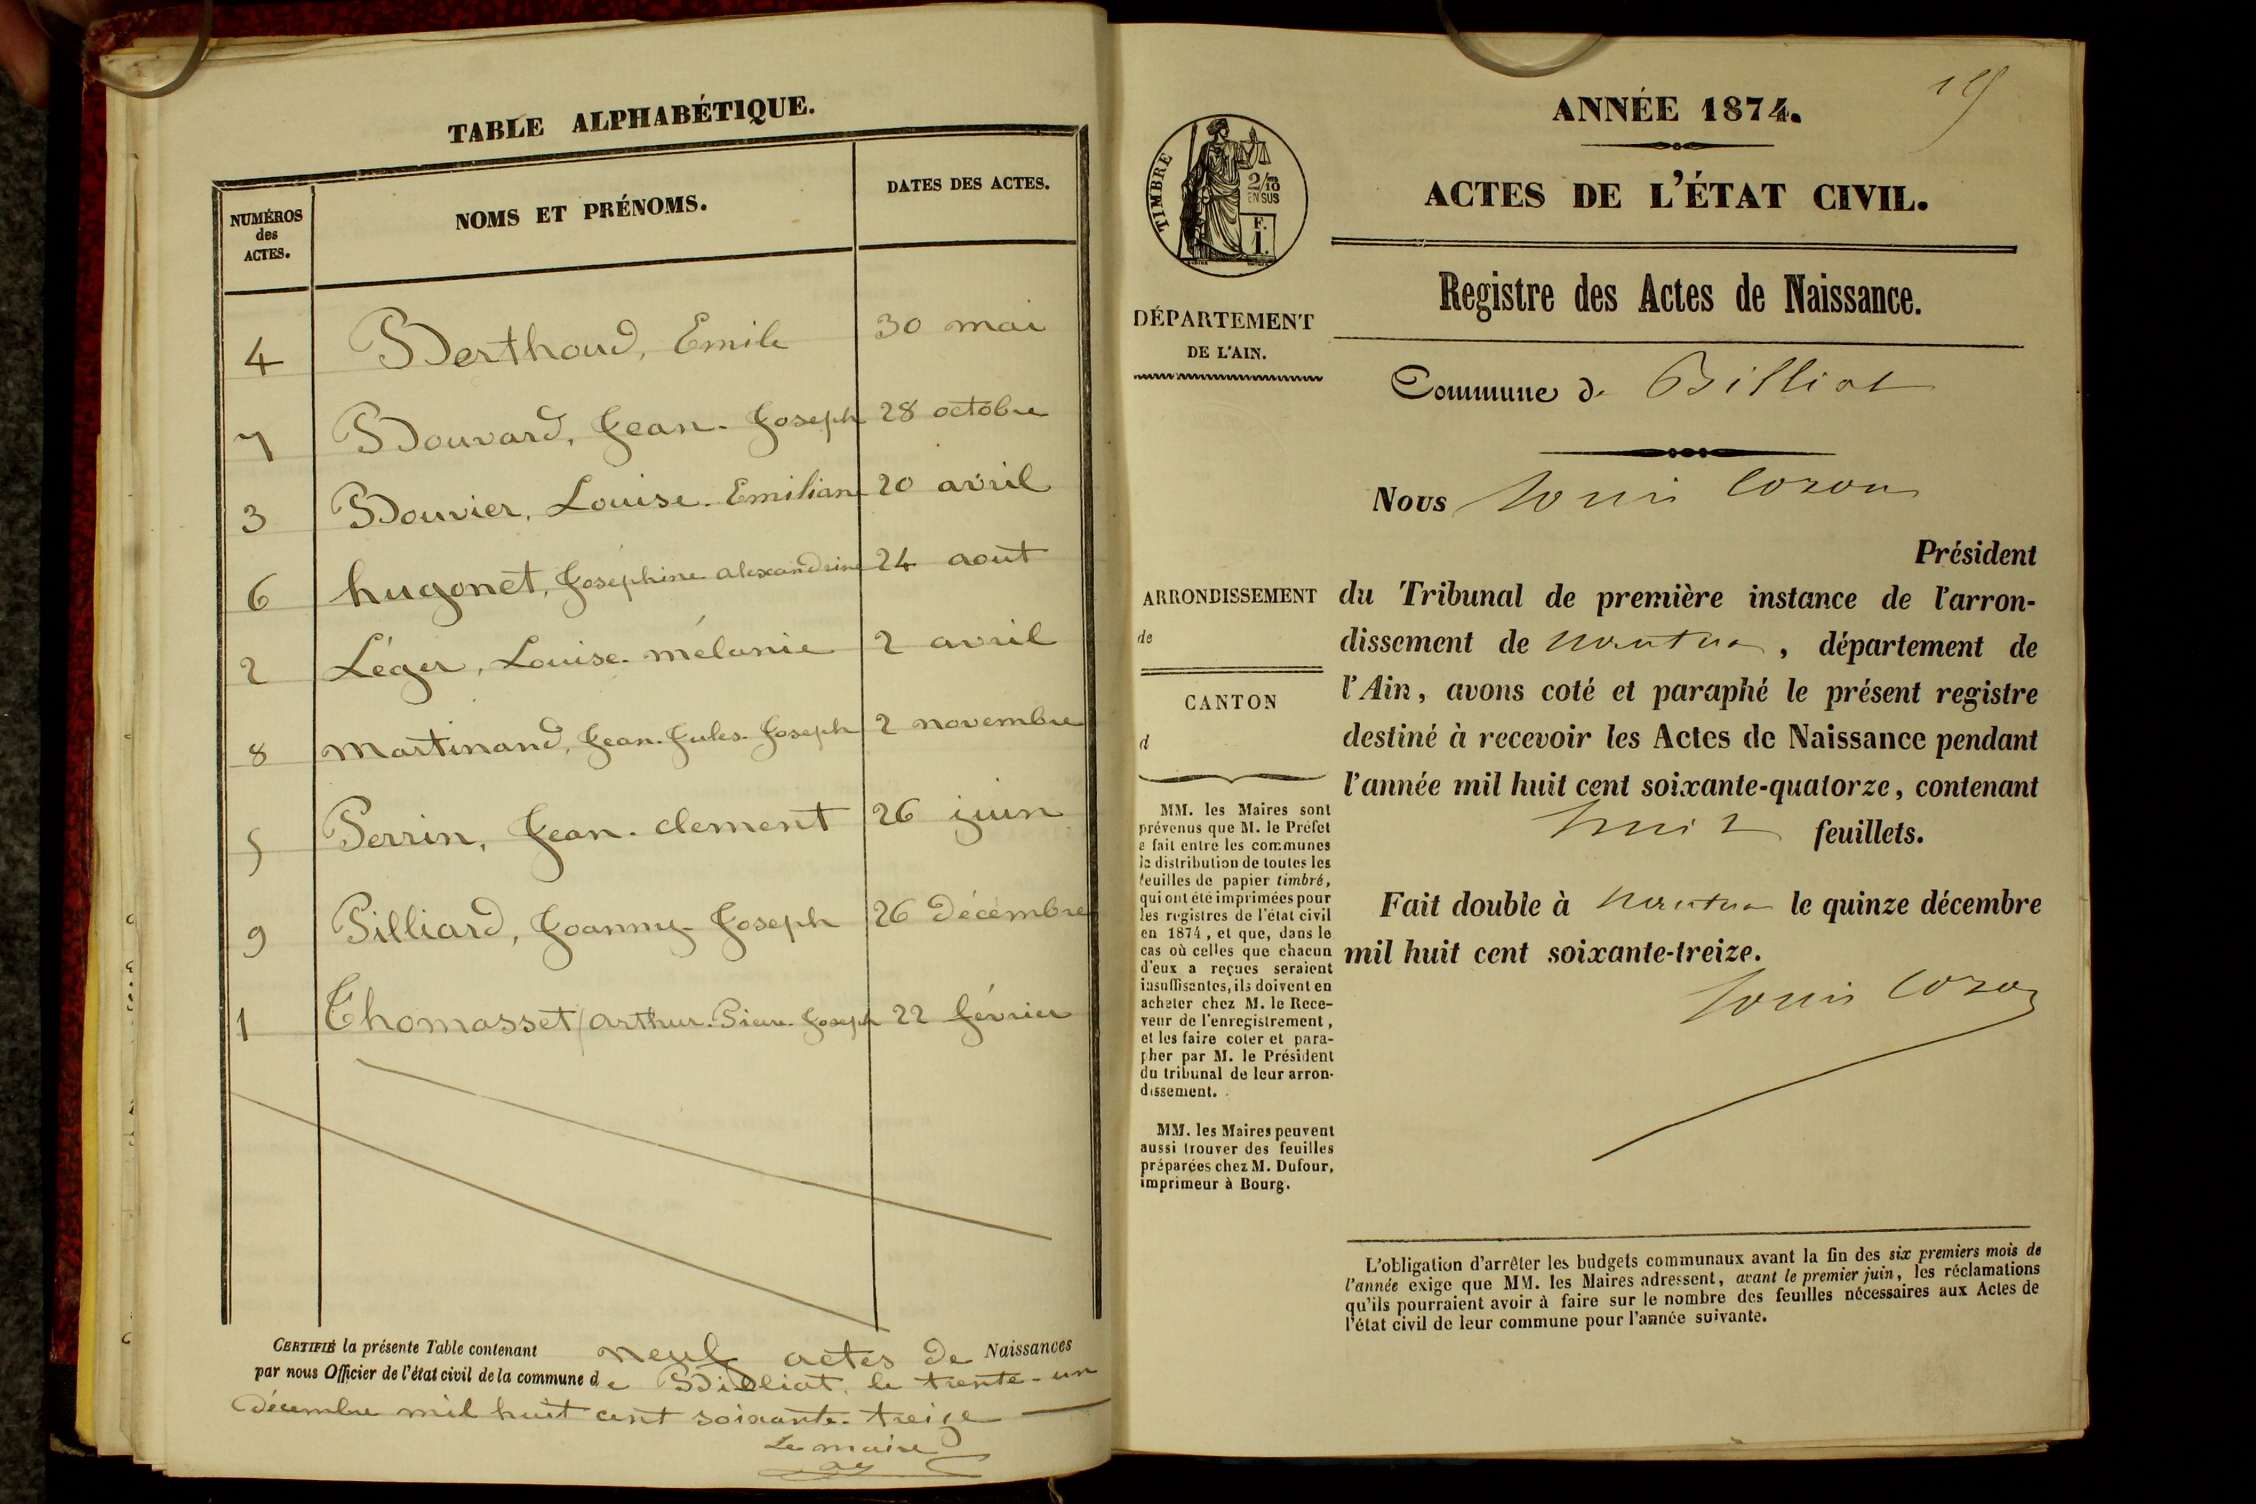 TABLE ALPHABÉTIQUE.
NUMÉROS
des
ACTES.
NOMS ET PRÉNOMS.
DATES DES ACTES.
4 Berthoud, Emile 30 mai
7 Bouvard, Jean-Joseph 28 octobre
3 Bouvier, Louise-Emiliane 20 avril
6 hugonet, Joséphine alexandrine 24 aout
2 Léger, Louise-mélanie 2 avril
8 Martinand, Jean-Jules-Joseph 2 novembre
5 Perrin, Jean-clement 26 juin
9 Pilliard, Joanny-Joseph 26 décembre
1 Thomasset, arthur-Pierre-Joseph 22 février
CERTIFIÉ la présente Table contenant neuf actes de Naissances
par nous Officier de l'état civil de la commune de Billiat, le trente-un
décembre mil huit cent soixante-treize
Le maire
ANNÉE 1874.
ACTES DE L'ÉTAT CIVIL.
TIMBRE
2/10
EN SUS
F.
1.
Registre des Actes de Naissance.
DÉPARTEMENT
DE L'AIN.
Commune de Billiat
Nous Louis Cozon
Président
du Tribunal de première instance de l'arron-
dissement de nantua, département de
l'Ain, avons coté et paraphé le présent registre
destiné à recevoir les Actes de Naissance pendant
l'année mil huit cent soixante-quatorze, contenant
huit feuillets.
Fait double à nantua le quinze décembre
mil huit cent soixante-treize.
Louis Cozon
ARRONDISSEMENT
de
CANTON
d
MM. les Maires sont
prévenus que M. le Préfet
a fait entre les communes
la distribution de toutes les
feuilles de papier timbré,
qui ont été imprimées pour
les registres de l'état civil
en 1874, et que, dans le
cas où celles que chacun
d'eux a reçues seraient
insuffisantes, ils doivent en
acheter chez M. le Rece-
veur de l'enregistrement,
et les faire coter et para-
pher par M. le Président
du tribunal de leur arron-
dissement.
MM. les Maires peuvent
aussi trouver des feuilles
préparées chez M. Dufour,
imprimeur à Bourg.
L'obligation d'arrêter les budgets communaux avant la fin des six premiers mois de
l'année exige que MM. les Maires adressent, avant le premier juin, les réclamations
qu'ils pourraient avoir à faire sur le nombre des feuilles nécessaires aux Actes de
l'état civil de leur commune pour l'année suivante.